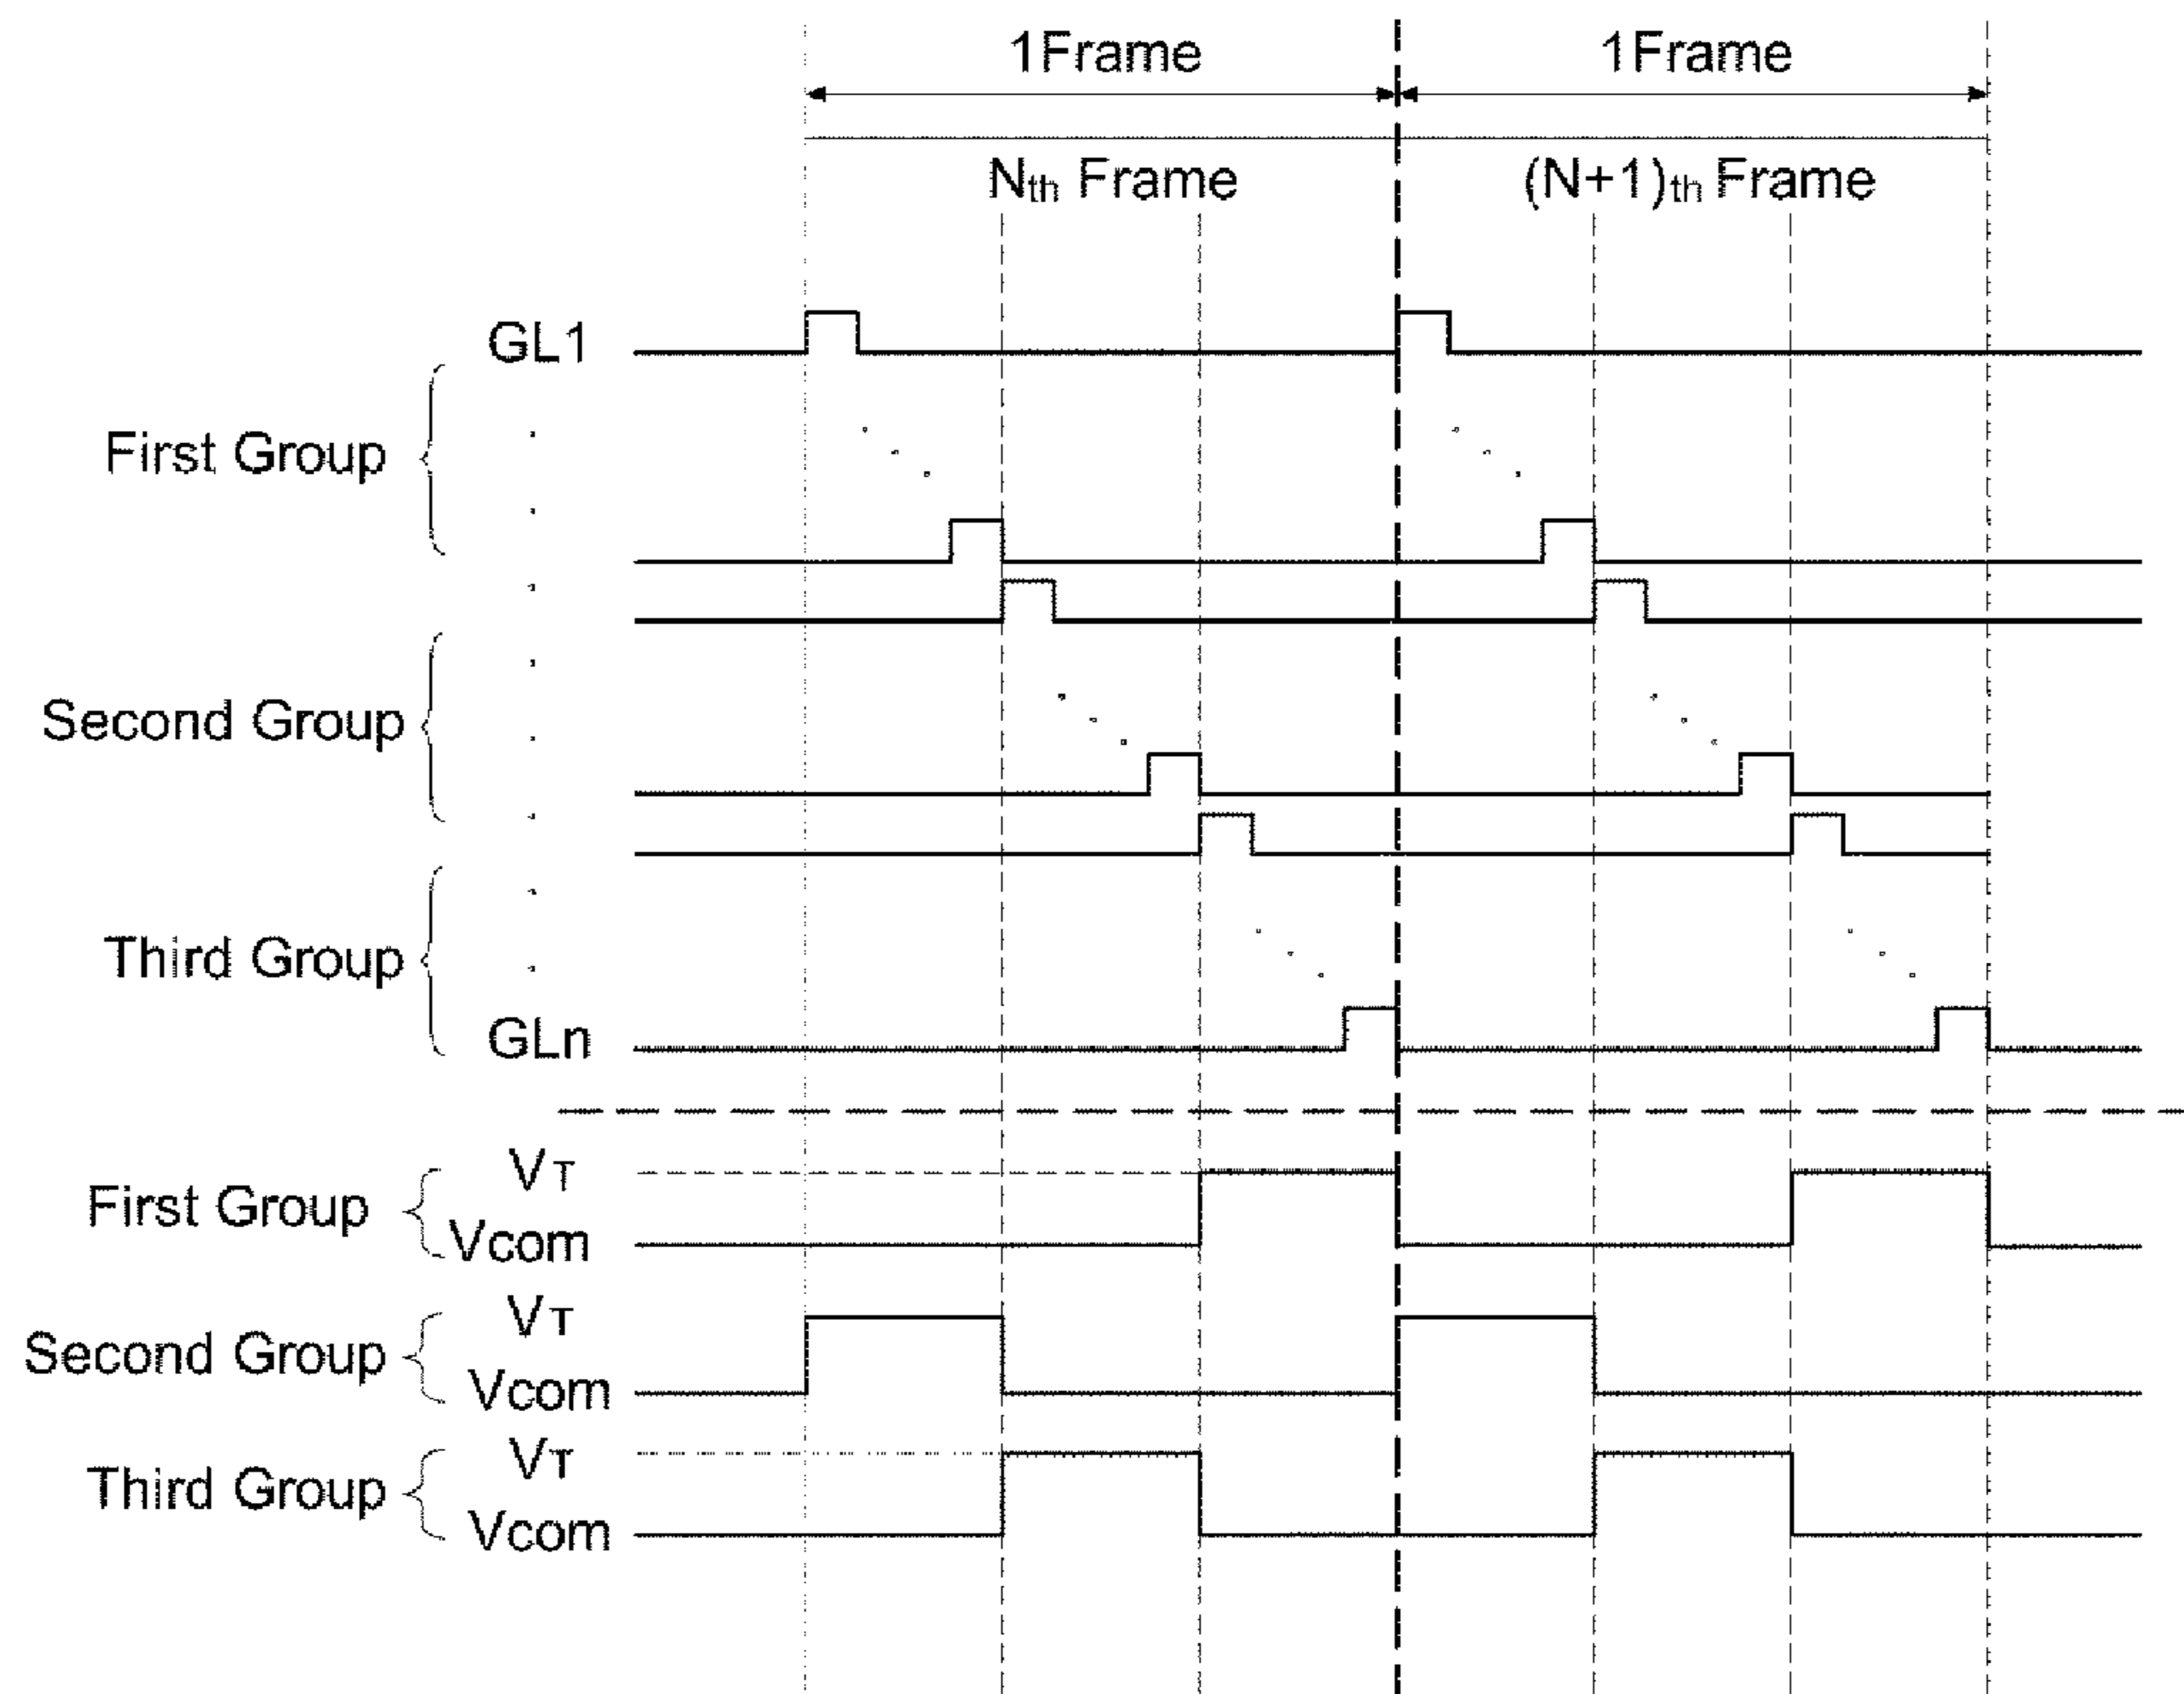 1Frame 1Frame
Nth Frame (N+1)th Frame
GL1
First Group
Second Group
Third Group
GLn
VT
First Group
Vcom
VT
Second Group
Vcom
VT
Third Group
Vcom